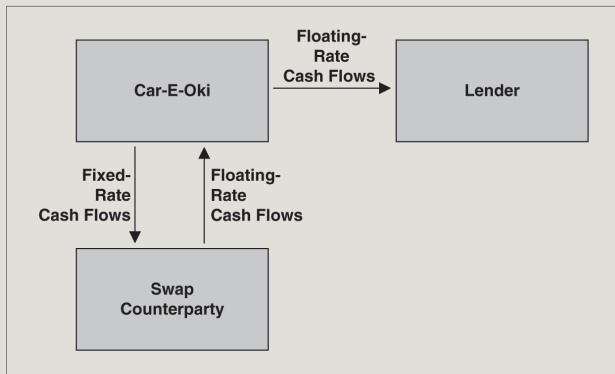 Floating-
Rate
Cash Flows
Car-E-Oki
Lender
Fixed-
Rate
Cash Flows
Floating-
Rate
Cash Flows
Swap
Counterparty